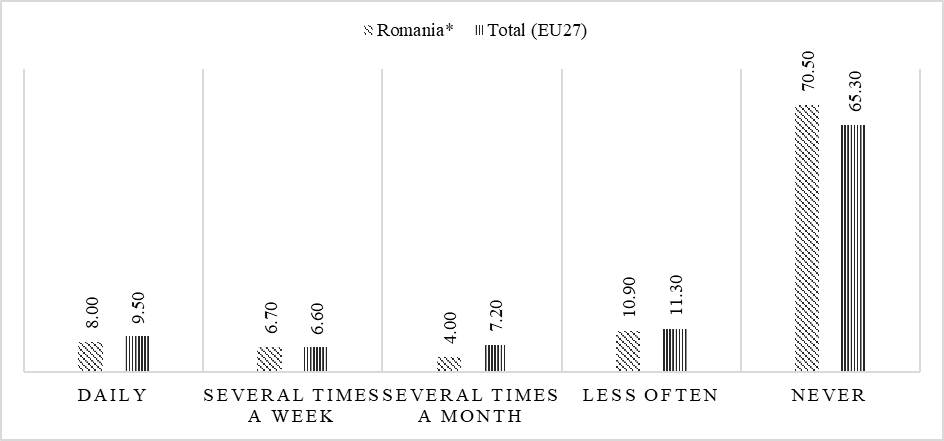 Romania* Total (EU27)
8.00 9.50 6.70 6.60 4.00 7.20 10.90 11.30 70.50 65.30
DAILY SEVERAL TIMES SEVERAL TIMES LESS OFTEN NEVER
A WEEK A MONTH